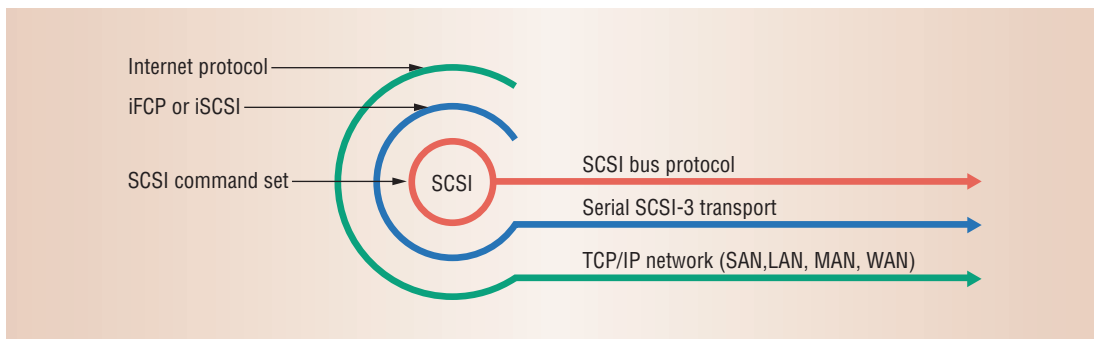 Internet protocol
iFCP or iSCSI
SCSI command set
SCSI
SCSI bus protocol
Serial SCSI-3 transport
TCP/IP network (SAN,LAN, MAN, WAN)